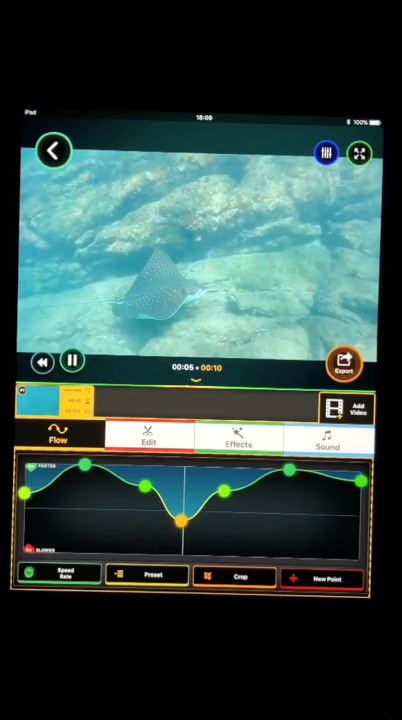 iPad
18:09
100%
Export
00:05 • 00:10
Add
Video
Flow
Edit
Effects
Sound
FASTER
SLOWER
Speed
Rate
Preset
Crop
New Point